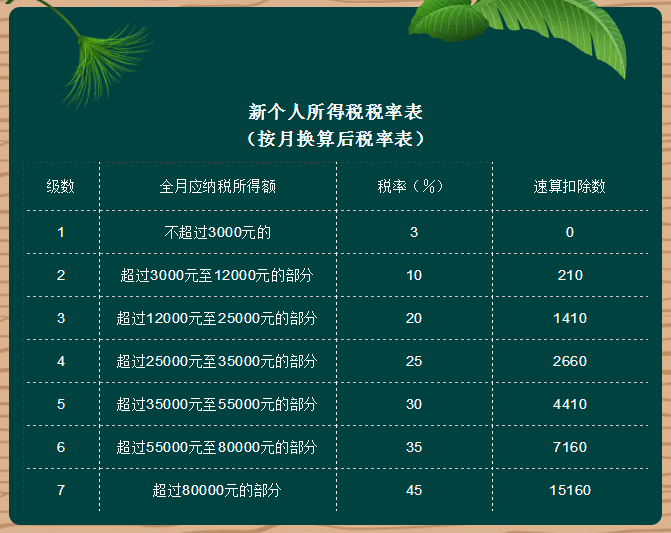 新个人所得税税率表
（按月换算后税率表）
级数 全月应纳税所得额 税率（%） 速算扣除数
1 不超过3000元的 3 0
2 超过3000元至12000元的部分 10 210
3 超过12000元至25000元的部分 20 1410
4 超过25000元至35000元的部分 25 2660
5 超过35000元至55000元的部分 30 4410
6 超过55000元至80000元的部分 35 7160
7 超过80000元的部分 45 15160